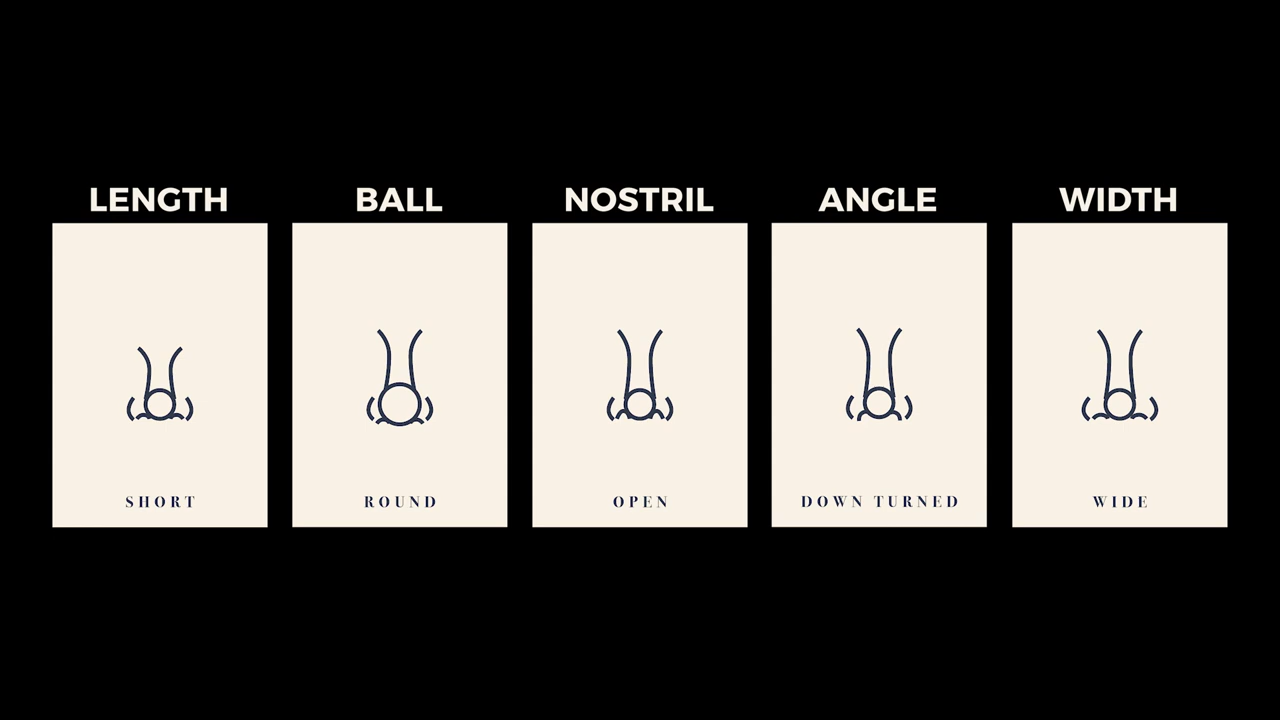 LENGTH
BALL
NOSTRIL
ANGLE
WIDTH
SHORT
ROUND
OPEN
DOWN TURNED
WIDE